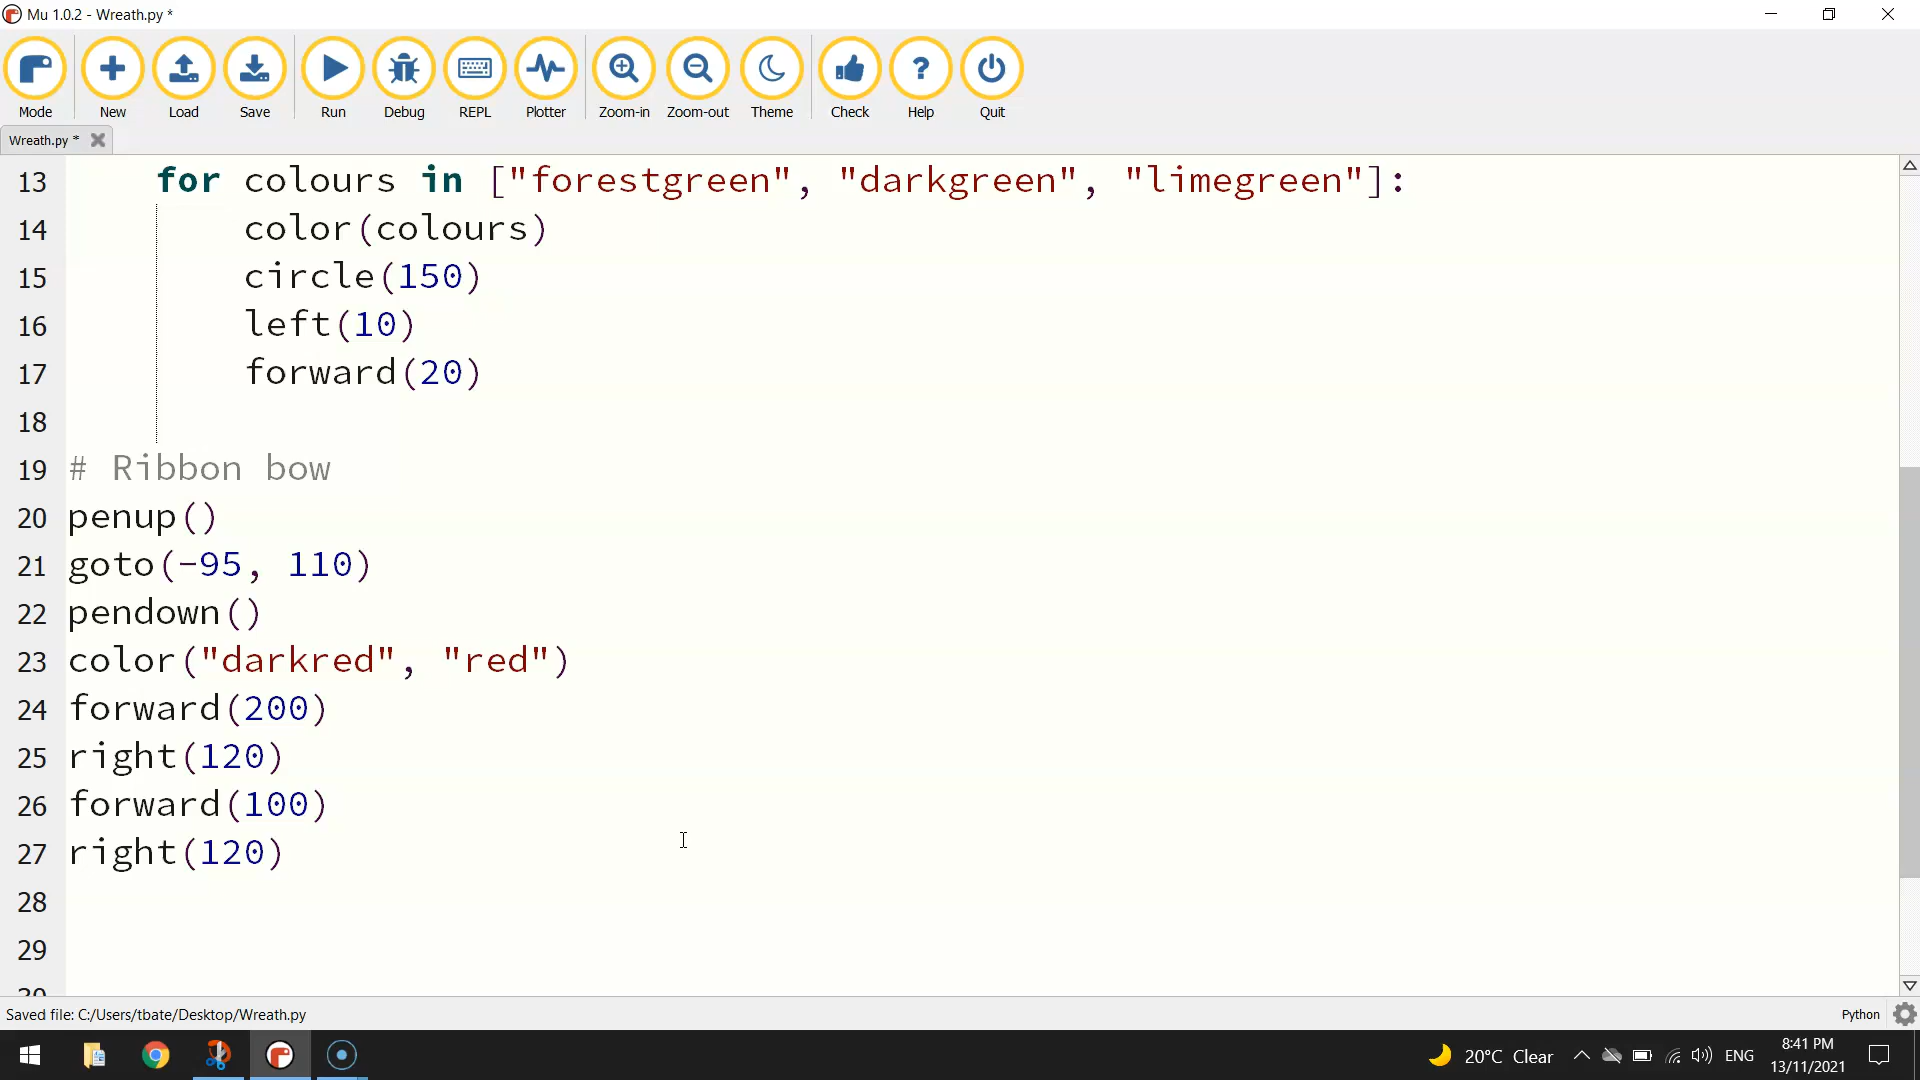 Mu 1.0.2 - Wreath.py *
Mode New Load Save Run Debug REPL Plotter Zoom-in Zoom-out Theme Check Help Quit
Wreath.py *
13 for colours in ["forestgreen", "darkgreen", "limegreen"]:
14 color(colours)
15 circle(150)
16 left(10)
17 forward(20)
18
19 # Ribbon bow
20 penup()
21 goto(-95, 110)
22 pendown()
23 color("darkred", "red")
24 forward(200)
25 right(120)
26 forward(100)
27 right(120)
28
29
30
Saved file: C:/Users/tbate/Desktop/Wreath.py Python
20°C Clear ENG 8:41 PM
13/11/2021